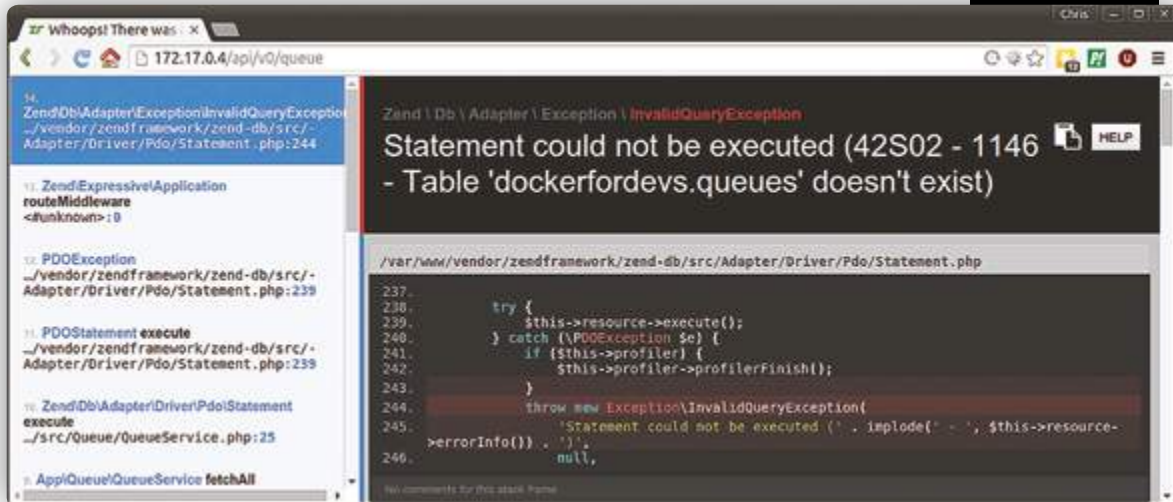 Chris
Whoops! There was
172.17.0.4/api/v0/queue
14.
Zend\Db\Adapter\Exception\InvalidQueryExceptio
…/vendor/zendframework/zend-db/src/-
Adapter/Driver/Pdo/Statement.php:244
13. Zend\Expressive\Application
routeMiddleware
<#unknown>:0
12. PDOException
…/vendor/zendframework/zend-db/src/-
Adapter/Driver/Pdo/Statement.php:239
11. PDOStatement execute
…/vendor/zendframework/zend-db/src/-
Adapter/Driver/Pdo/Statement.php:239
10. Zend\Db\Adapter\Driver\Pdo\Statement
execute
…/src/Queue/QueueService.php:25
9. App\Queue\QueueService fetchAll
Zend \ Db \ Adapter \ Exception \ InvalidQueryException
Statement could not be executed (42S02 - 1146
- Table 'dockerfordevs.queues' doesn't exist)
HELP
/var/www/vendor/zendframework/zend-db/src/Adapter/Driver/Pdo/Statement.php
237.
238. try {
239. $this->resource->execute();
240. } catch (\PDOException $e) {
241. if ($this->profiler) {
242. $this->profiler->profilerFinish();
243. }
244. throw new Exception\InvalidQueryException(
245. 'Statement could not be executed (' . implode(' - ', $this->resource-
>errorInfo()) . ')',
246. null,
No comments for this stack frame